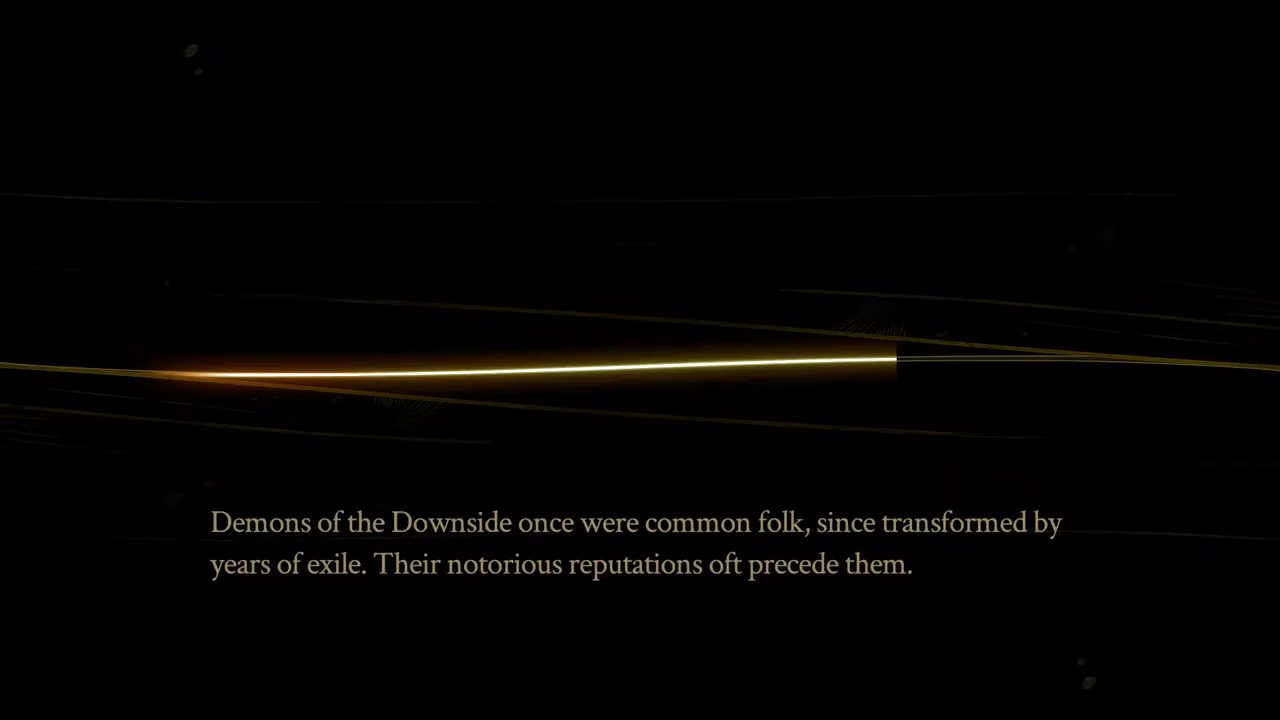 Demons of the Downside once were common folk, since transformed by
years of exile. Their notorious reputations oft precede them.